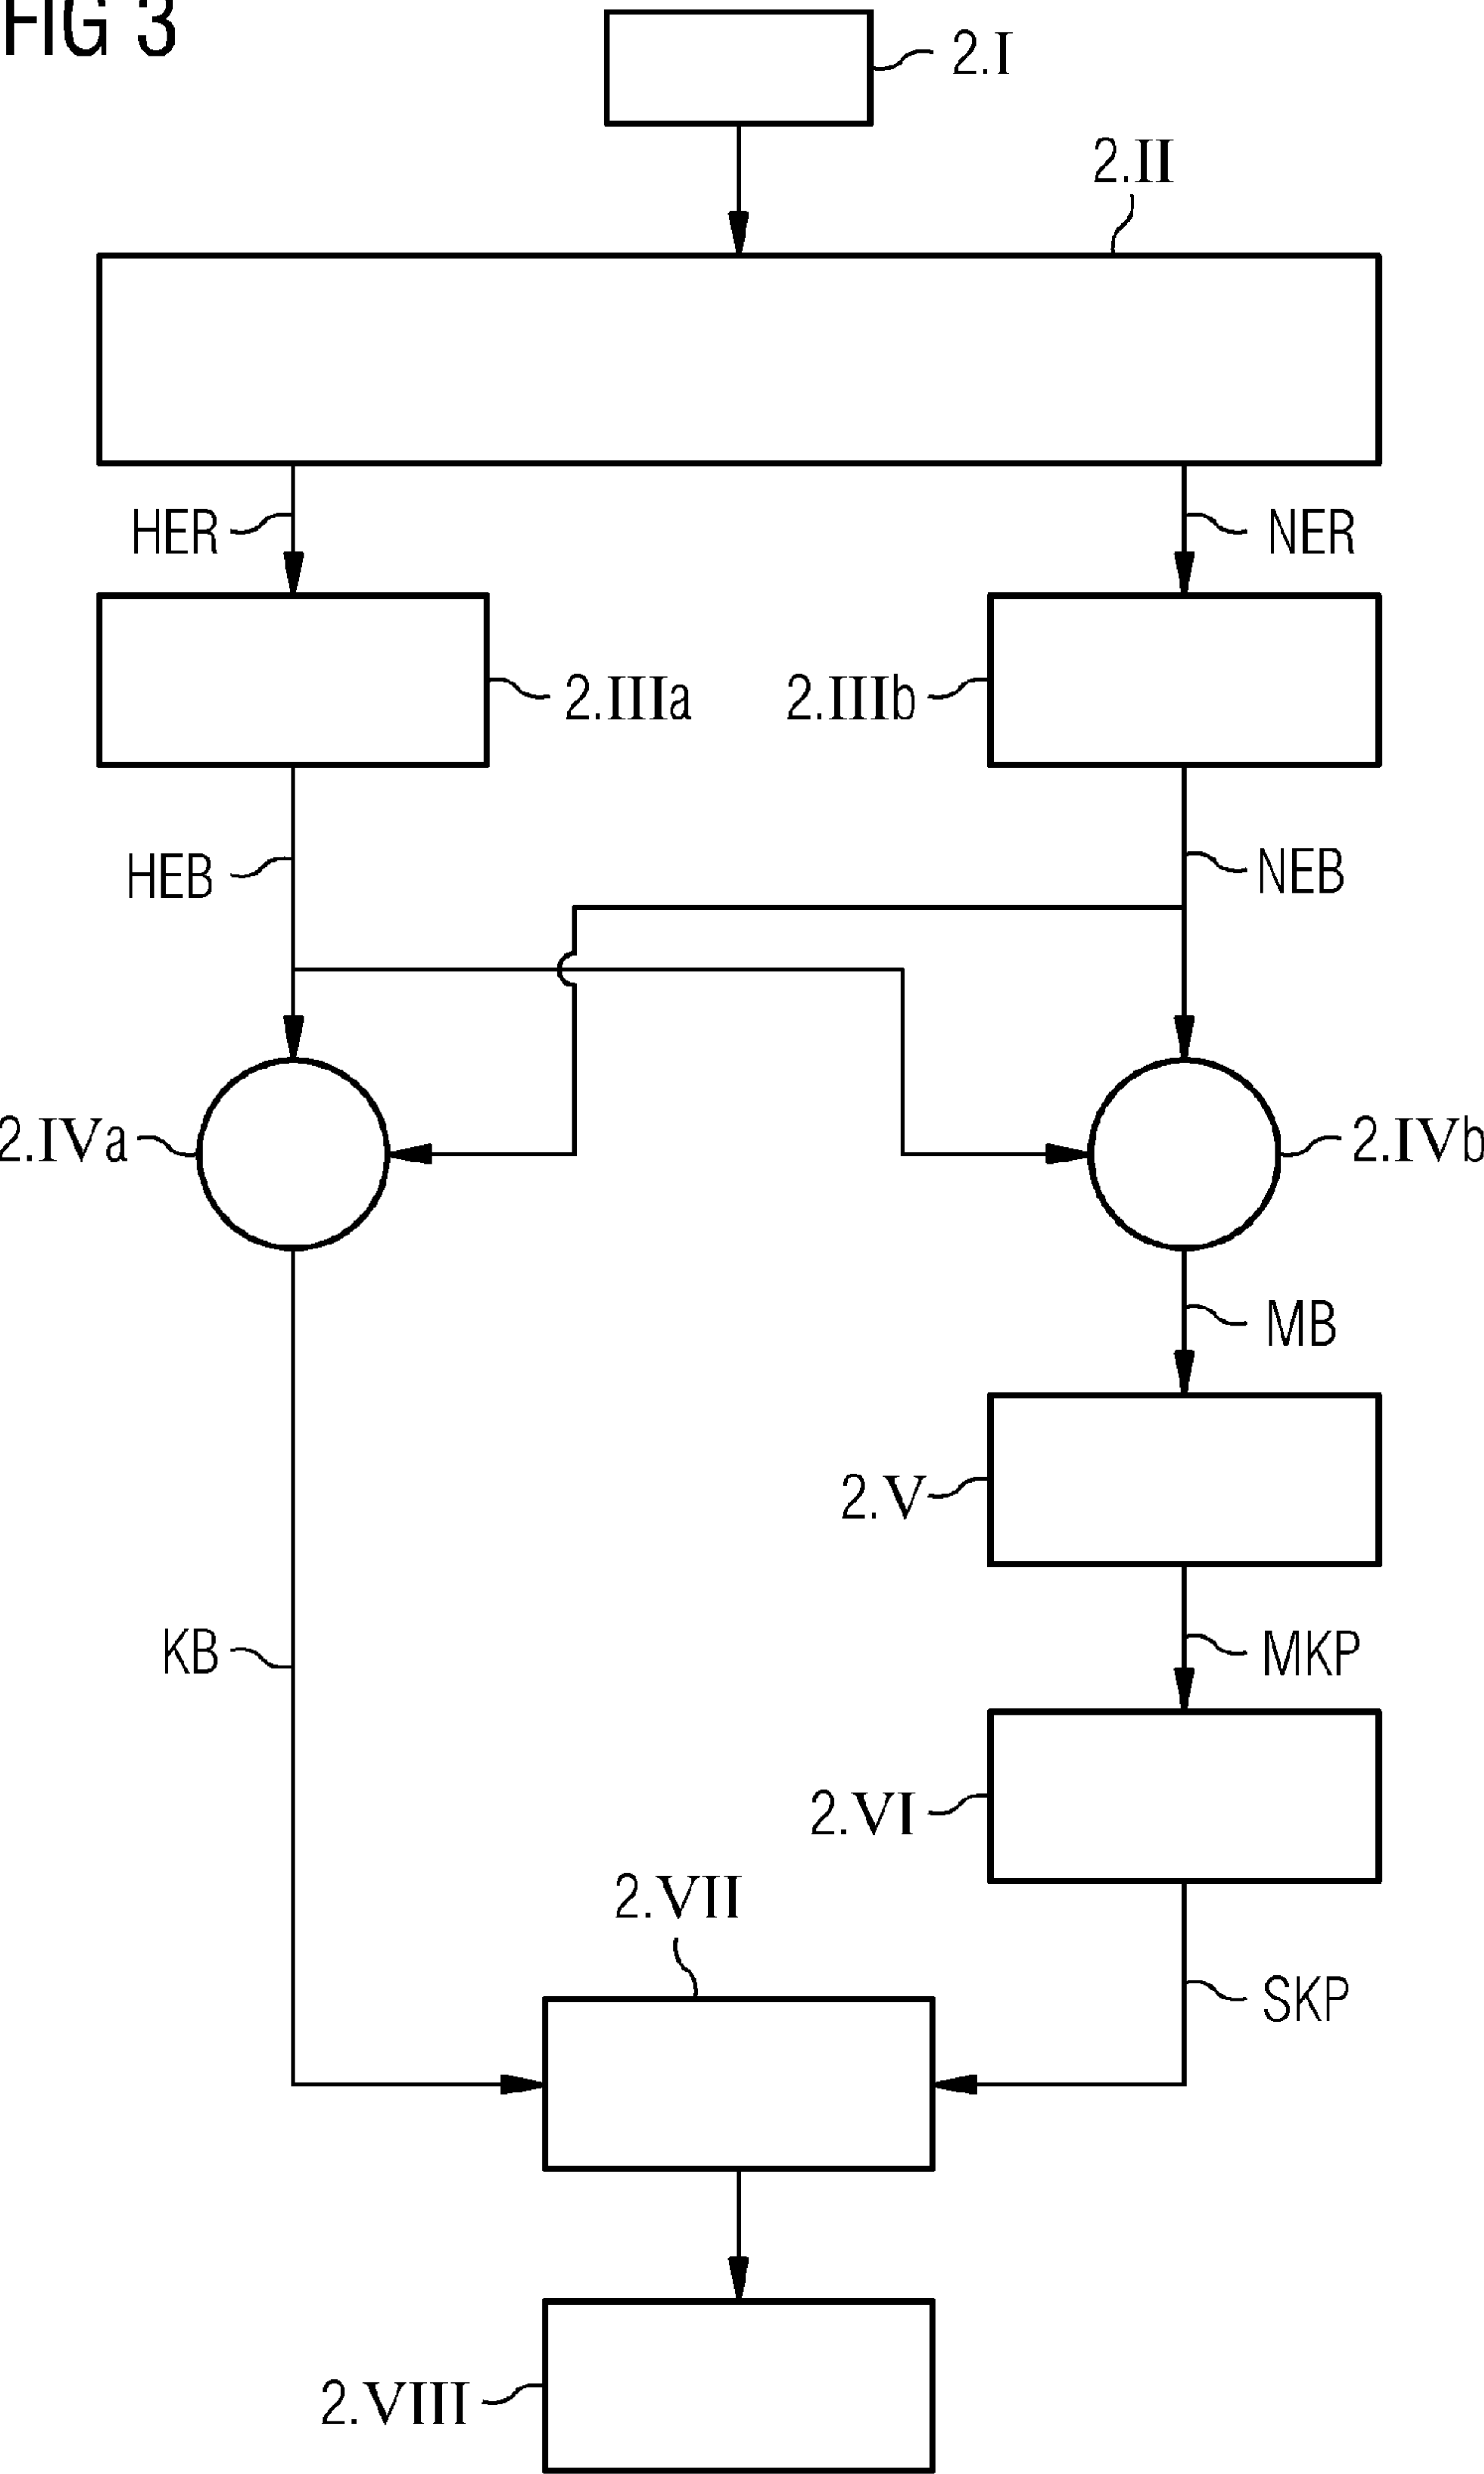 FIG 3
2.I
2.II
HER
NER
2.IIIa
2.IIIb
HEB
NEB
2.IVa
2.IVb
MB
2.V
KB
MKP
2.VI
2.VII
SKP
2.VIII